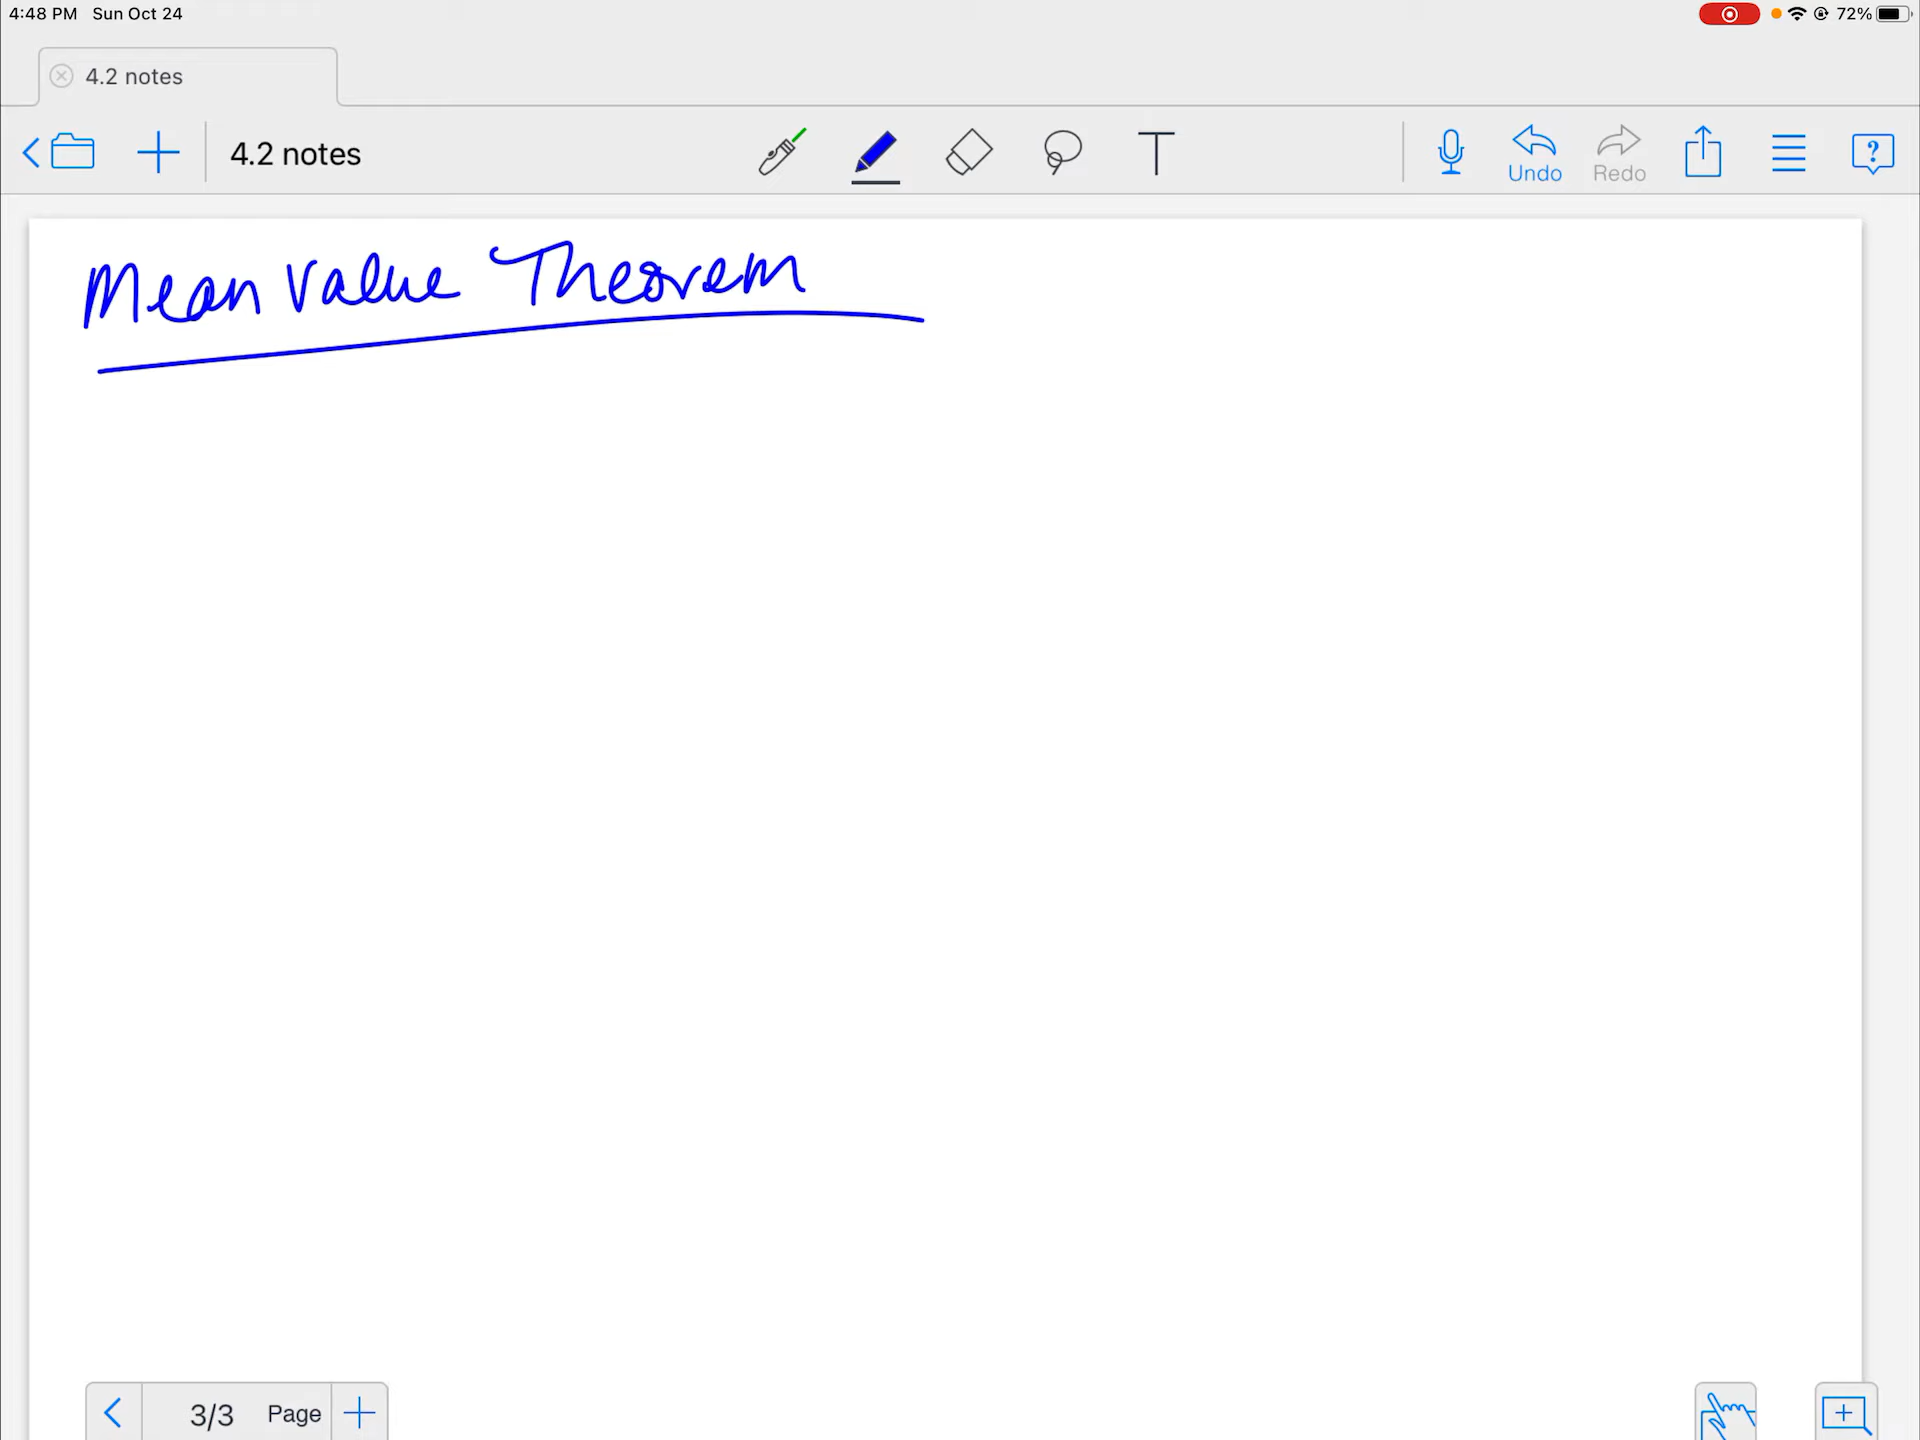 4:48 PM Sun Oct 24
72%
4.2 notes
4.2 notes
T
Undo
Redo
?
Mean Value Theorem
3/3 Page